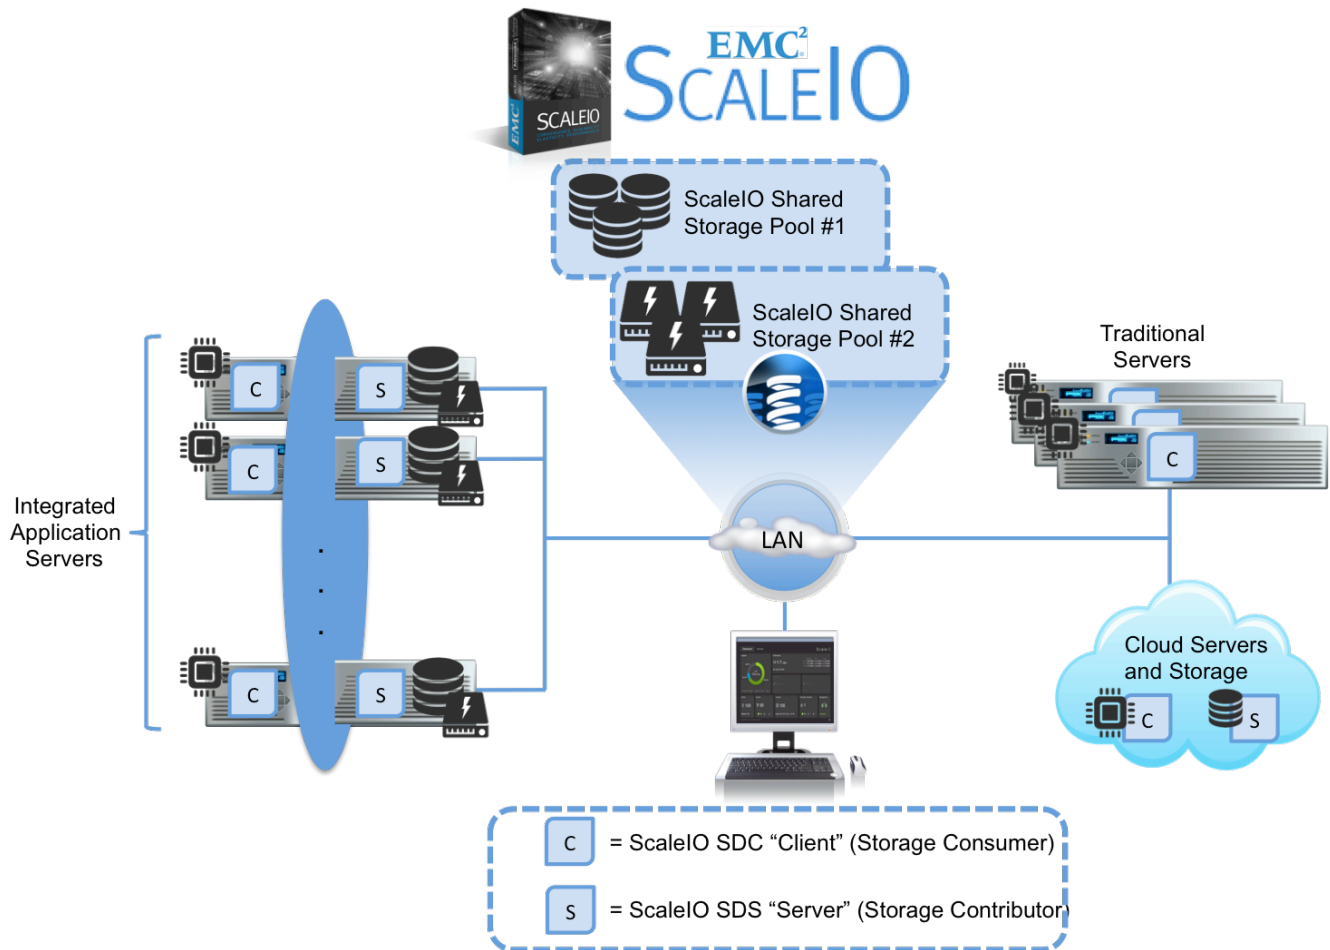 EMC²
SCALEIO
EMC²
SCALEIO
ScaleIO Shared
Storage Pool #1
ScaleIO Shared
Storage Pool #2
Traditional
Servers
C
S
C
S
C
Integrated
Application
Servers
.
.
.
LAN
C
S
Cloud Servers
and Storage
C
S
C = ScaleIO SDC “Client” (Storage Consumer)
S = ScaleIO SDS “Server” (Storage Contributor)